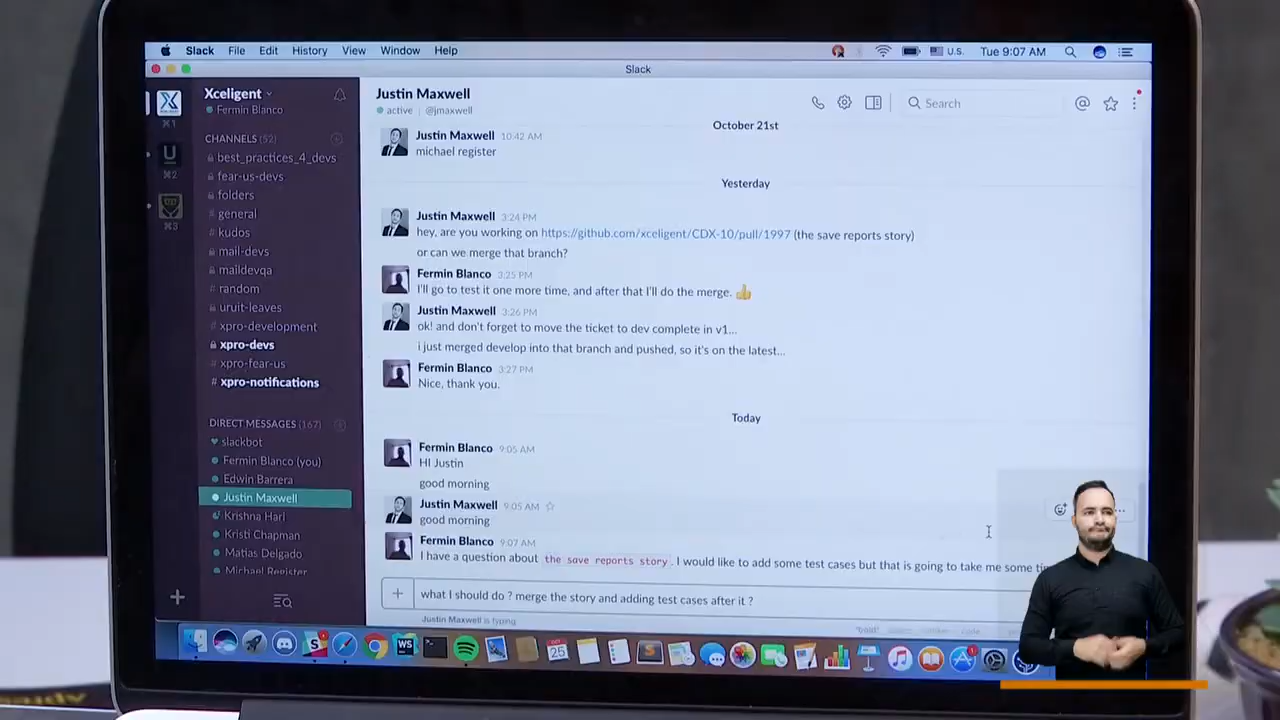 Slack File Edit History View Window Help U.S. Tue 9:07 AM
Slack
Xceligent
Fermin Blanco
⌘1
U
⌘2
⌘3
CHANNELS (52)
best_practices_4_devs
fear-us-devs
folders
# general
# kudos
mail-devs
maildevqa
# random
uruit-leaves
# xpro-development
xpro-devs
# xpro-fear-us
# xpro-notifications
DIRECT MESSAGES (167)
slackbot
Fermin Blanco (you)
Edwin Barrera
Justin Maxwell
Krishna Hari
Kristi Chapman
Matias Delgado
Michael Register
Justin Maxwell
active | @jmaxwell
Search
October 21st
Justin Maxwell 10:42 AM
michael register
Yesterday
Justin Maxwell 3:24 PM
hey, are you working on https://github.com/xceligent/CDX-10/pull/1997 (the save reports story)
or can we merge that branch?
Fermin Blanco 3:25 PM
I'll go to test it one more time, and after that I'll do the merge.
Justin Maxwell 3:26 PM
ok! and don't forget to move the ticket to dev complete in v1...
i just merged develop into that branch and pushed, so it's on the latest...
Fermin Blanco 3:27 PM
Nice, thank you.
Today
Fermin Blanco 9:05 AM
HI Justin
good morning
Justin Maxwell 9:05 AM
good morning
Fermin Blanco 9:07 AM
I have a question about the save reports story. I would like to add some test cases but that is going to take me some
what I should do ? merge the story and adding test cases after it ?
Justin Maxwell is typing
WS
OCT
25